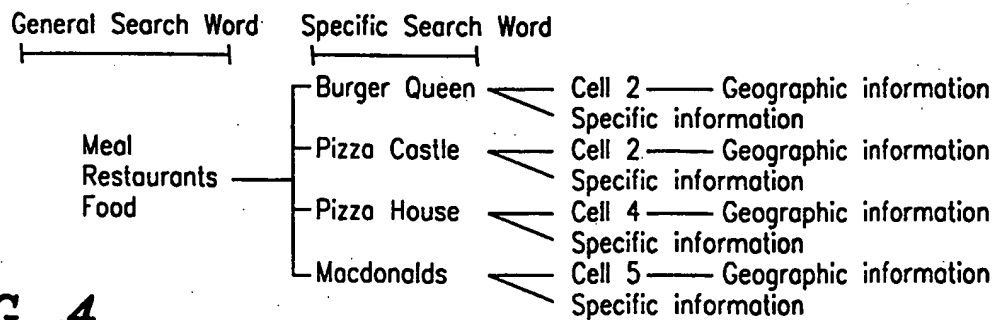 General Search Word Specific Search Word
Burger Queen Cell 2 Geographic information
Specific information
Meal
Pizza Castle Cell 2 Geographic information
Restaurants
Specific information
Food
Pizza House Cell 4 Geographic information
Specific information
Macdonalds Cell 5 Geographic information
Specific information
4